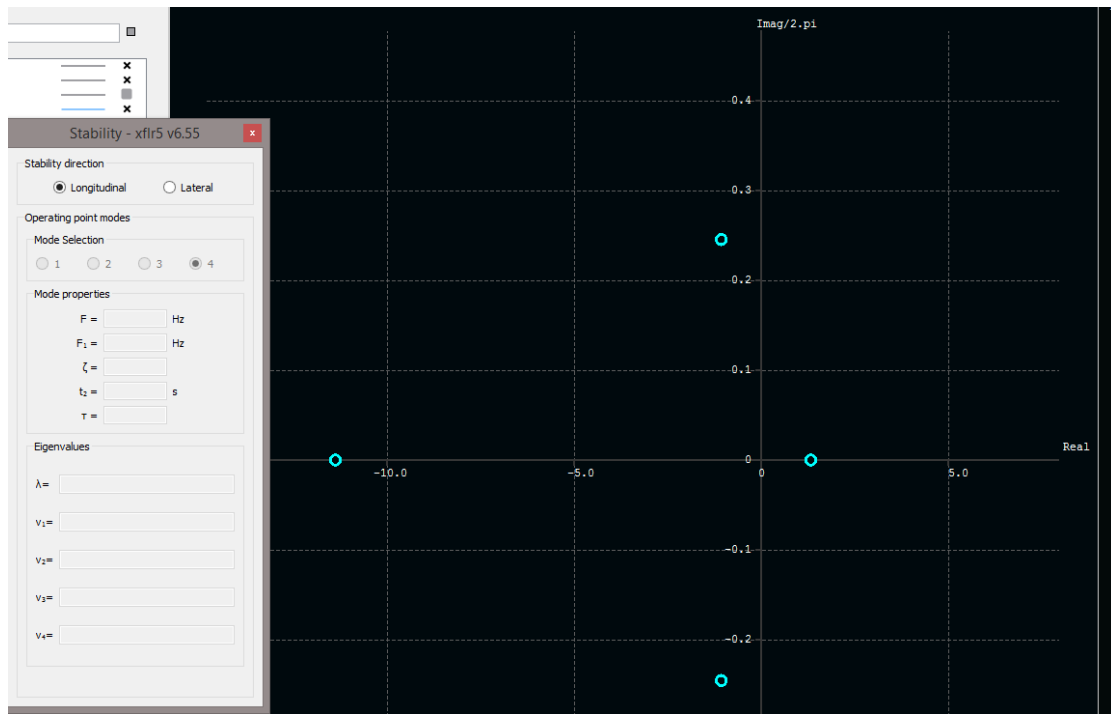 Stability - xflr5 v6.55
x
Stability direction
Longitudinal
Lateral
Operating point modes
Mode Selection
1
2
3
4
Mode properties
F =
Hz
F₁ =
Hz
ζ =
t₂ =
s
τ =
Eigenvalues
λ=
v₁=
v₂=
v₃=
v₄=
Imag/2.pi
0.4
0.3
0.2
0.1
0
Real
-10.0
-5.0
0
5.0
-0.1
-0.2